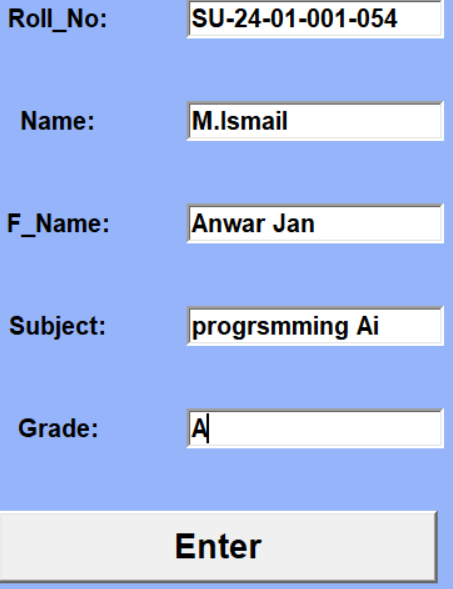 Roll_No: SU-24-01-001-054
Name: M.Ismail
F_Name: Anwar Jan
Subject: progrsmming Ai
Grade: A
Enter